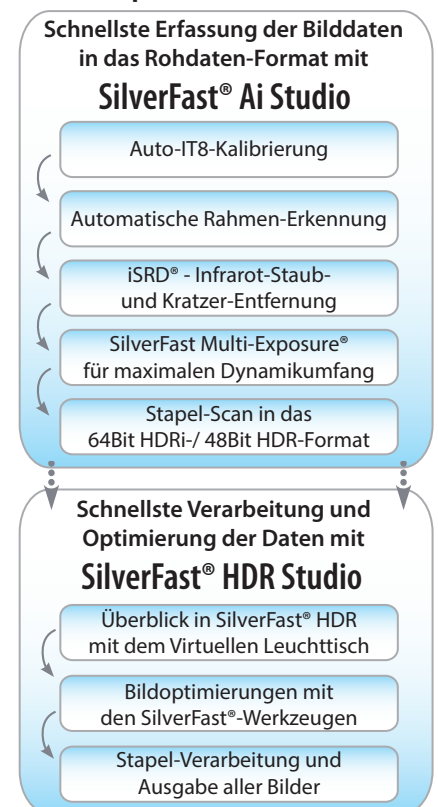 Schnellste Erfassung der Bilddaten
in das Rohdaten-Format mit
SilverFast® Ai Studio
Auto-IT8-Kalibrierung
Automatische Rahmen-Erkennung
iSRD® - Infrarot-Staub-
und Kratzer-Entfernung
SilverFast Multi-Exposure®
für maximalen Dynamikumfang
Stapel-Scan in das
64Bit HDRi-/ 48Bit HDR-Format
Schnellste Verarbeitung und
Optimierung der Daten mit
SilverFast® HDR Studio
Überblick in SilverFast® HDR
mit dem Virtuellen Leuchttisch
Bildoptimierungen mit
den SilverFast®-Werkzeugen
Stapel-Verarbeitung und
Ausgabe aller Bilder